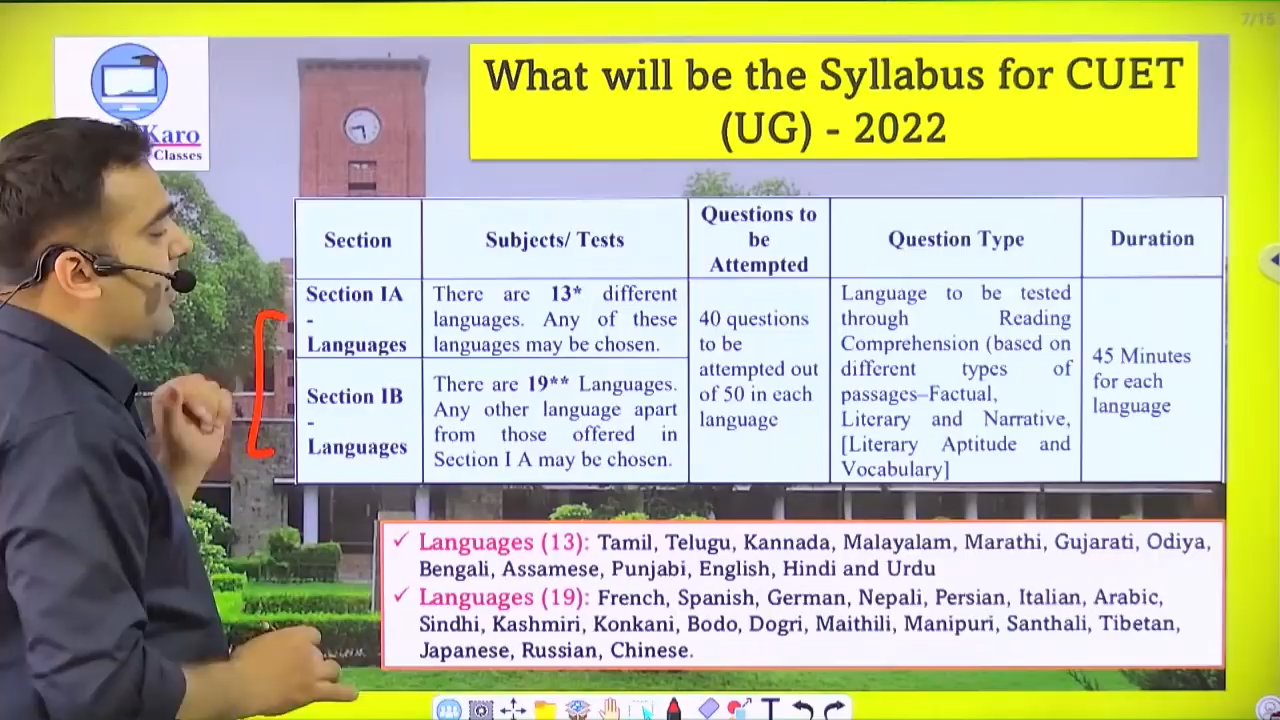 7/15
What will be the Syllabus for CUET
(UG) - 2022
Karo
Classes
Section
Subjects/ Tests
Questions to
be
Attempted
Question Type
Duration
Section IA
-
Languages
There are 13* different
languages. Any of these
languages may be chosen.
40 questions
to be
attempted out
of 50 in each
language
Language to be tested
through Reading
Comprehension (based on
different types of
passages–Factual,
Literary and Narrative,
[Literary Aptitude and
Vocabulary]
45 Minutes
for each
language
Section IB
-
Languages
There are 19** Languages.
Any other language apart
from those offered in
Section I A may be chosen.
✓ Languages (13): Tamil, Telugu, Kannada, Malayalam, Marathi, Gujarati, Odiya,
Bengali, Assamese, Punjabi, English, Hindi and Urdu
✓ Languages (19): French, Spanish, German, Nepali, Persian, Italian, Arabic,
Sindhi, Kashmiri, Konkani, Bodo, Dogri, Maithili, Manipuri, Santhali, Tibetan,
Japanese, Russian, Chinese.